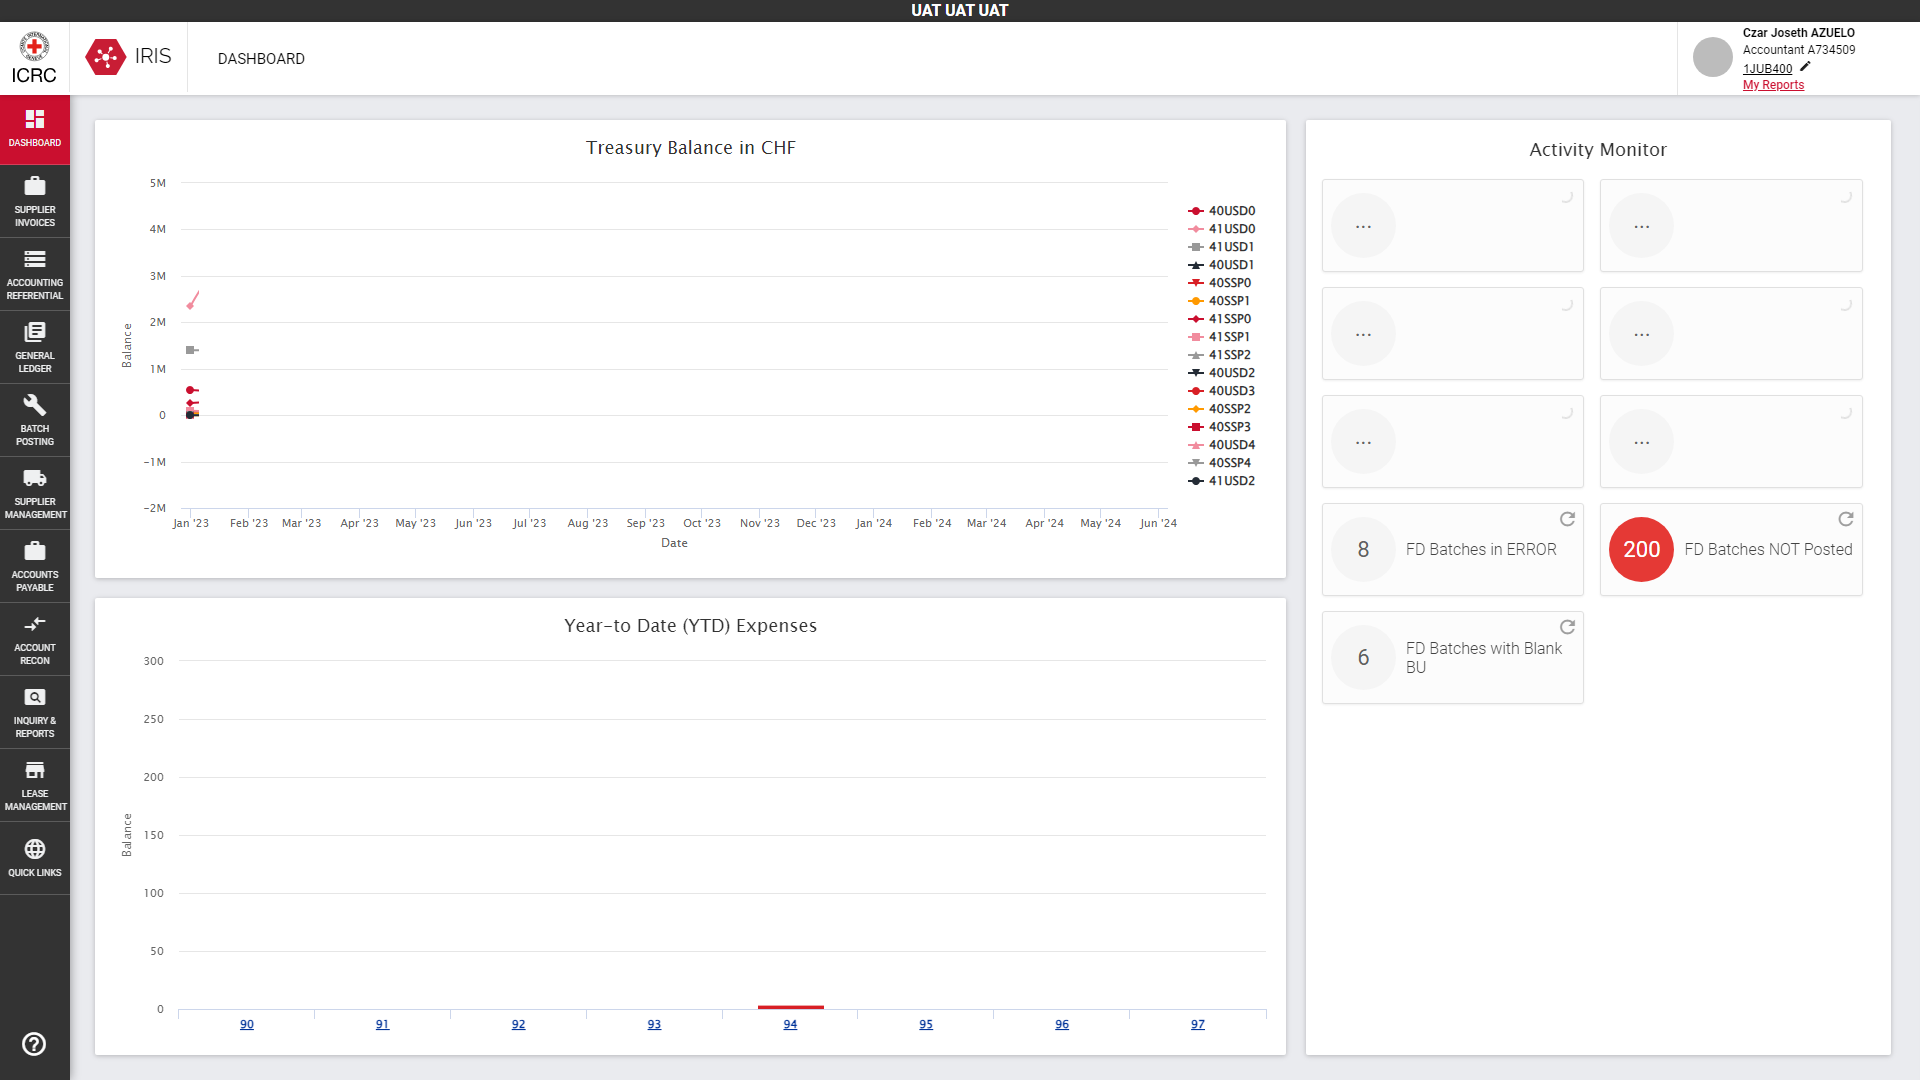 UAT UAT UAT
ICRC
IRIS
DASHBOARD
Czar Joseth AZUELO
Accountant A734509
1JUB400
My Reports
DASHBOARD
SUPPLIER
INVOICES
ACCOUNTING
REFERENTIAL
GENERAL
LEDGER
BATCH
POSTING
SUPPLIER
MANAGEMENT
ACCOUNTS
PAYABLE
ACCOUNT
RECON
INQUIRY &
REPORTS
LEASE
MANAGEMENT
QUICK LINKS
Treasury Balance in CHF
5M
4M
3M
2M
1M
0
-1M
-2M
Balance
Jan '23 Feb '23 Mar '23 Apr '23 May '23 Jun '23 Jul '23 Aug '23 Sep '23 Oct '23 Nov '23 Dec '23 Jan '24 Feb '24 Mar '24 Apr '24 May '24 Jun '24
Date
40USD0
41USD0
41USD1
40USD1
40SSP0
40SSP1
41SSP0
41SSP1
41SSP2
40USD2
40USD3
40SSP2
40SSP3
40USD4
40SSP4
41USD2
Year-to Date (YTD) Expenses
300
250
200
150
100
50
0
Balance
90 91 92 93 94 95 96 97
Activity Monitor
... ...
... ...
... ...
8 FD Batches in ERROR
200 FD Batches NOT Posted
6 FD Batches with Blank
BU